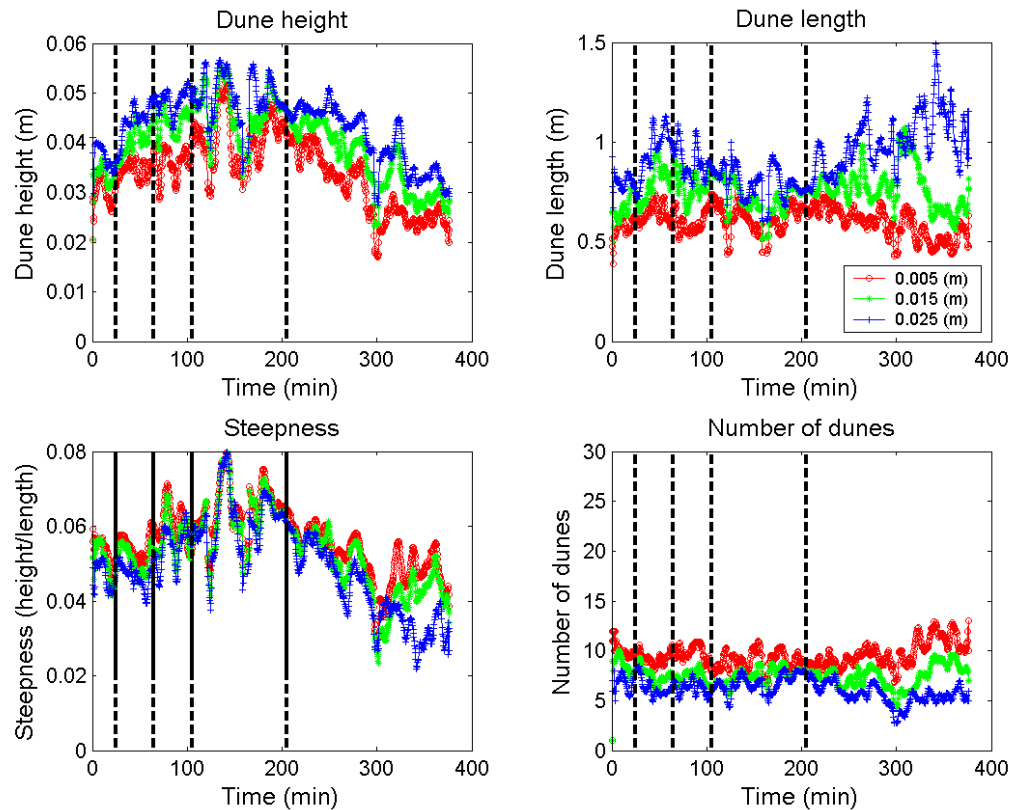 Dune height
Dune height (m)
0.06
0.05
0.04
0.03
0.02
0.01
0
0 100 200 300 400
Time (min)
Dune length
Dune length (m)
1.5
1
0.5
0
0.005 (m)
0.015 (m)
0.025 (m)
0 100 200 300 400
Time (min)
Steepness
Steepness (height/length)
0.08
0.06
0.04
0.02
0
0 100 200 300 400
Time (min)
Number of dunes
Number of dunes
30
25
20
15
10
5
0
0 100 200 300 400
Time (min)